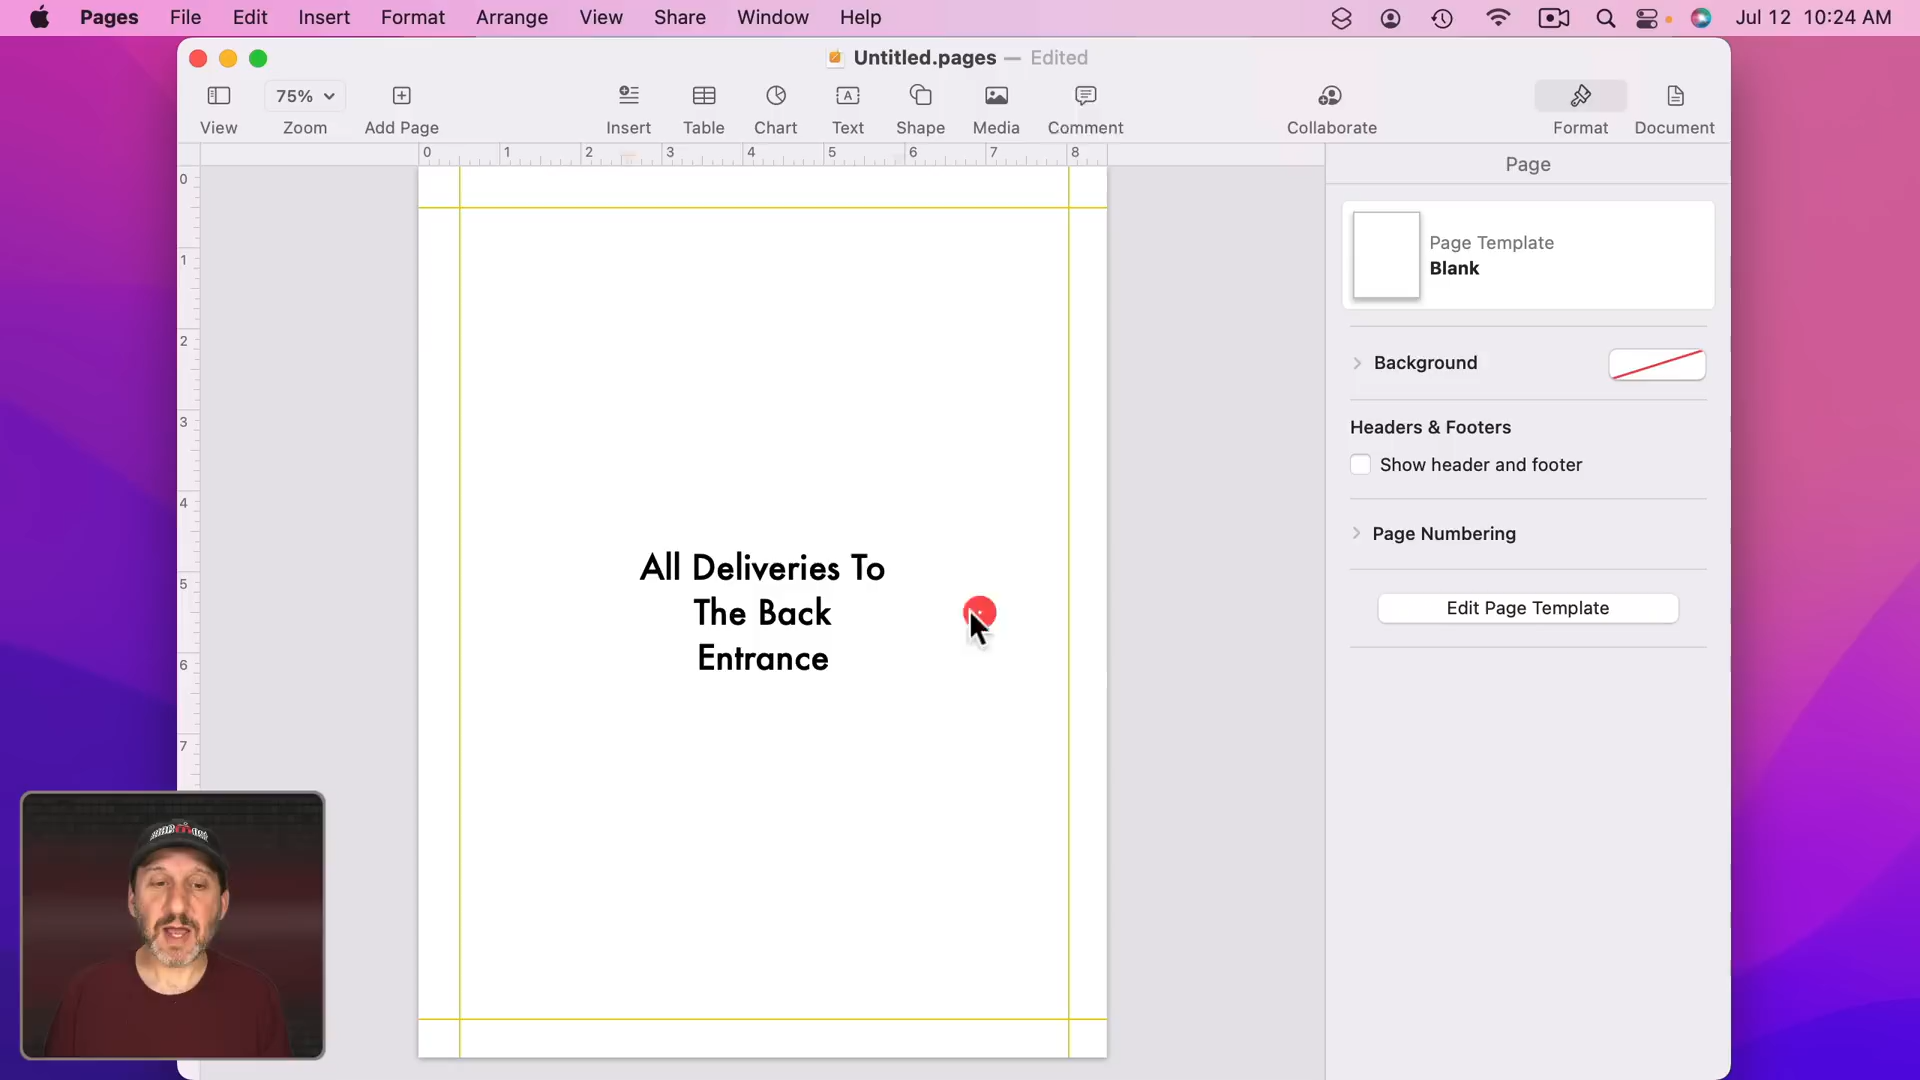 Pages File Edit Insert Format Arrange View Share Window Help Jul 12 10:24 AM
Untitled.pages — Edited
75%
View Zoom Add Page Insert Table Chart Text Shape Media Comment Collaborate Format Document
0 1 2 3 4 5 6 7 8
Page
0
1
2
3
4
5
6
7
All Deliveries To
The Back
Entrance
Page Template
Blank
Background
Headers & Footers
Show header and footer
Page Numbering
Edit Page Template